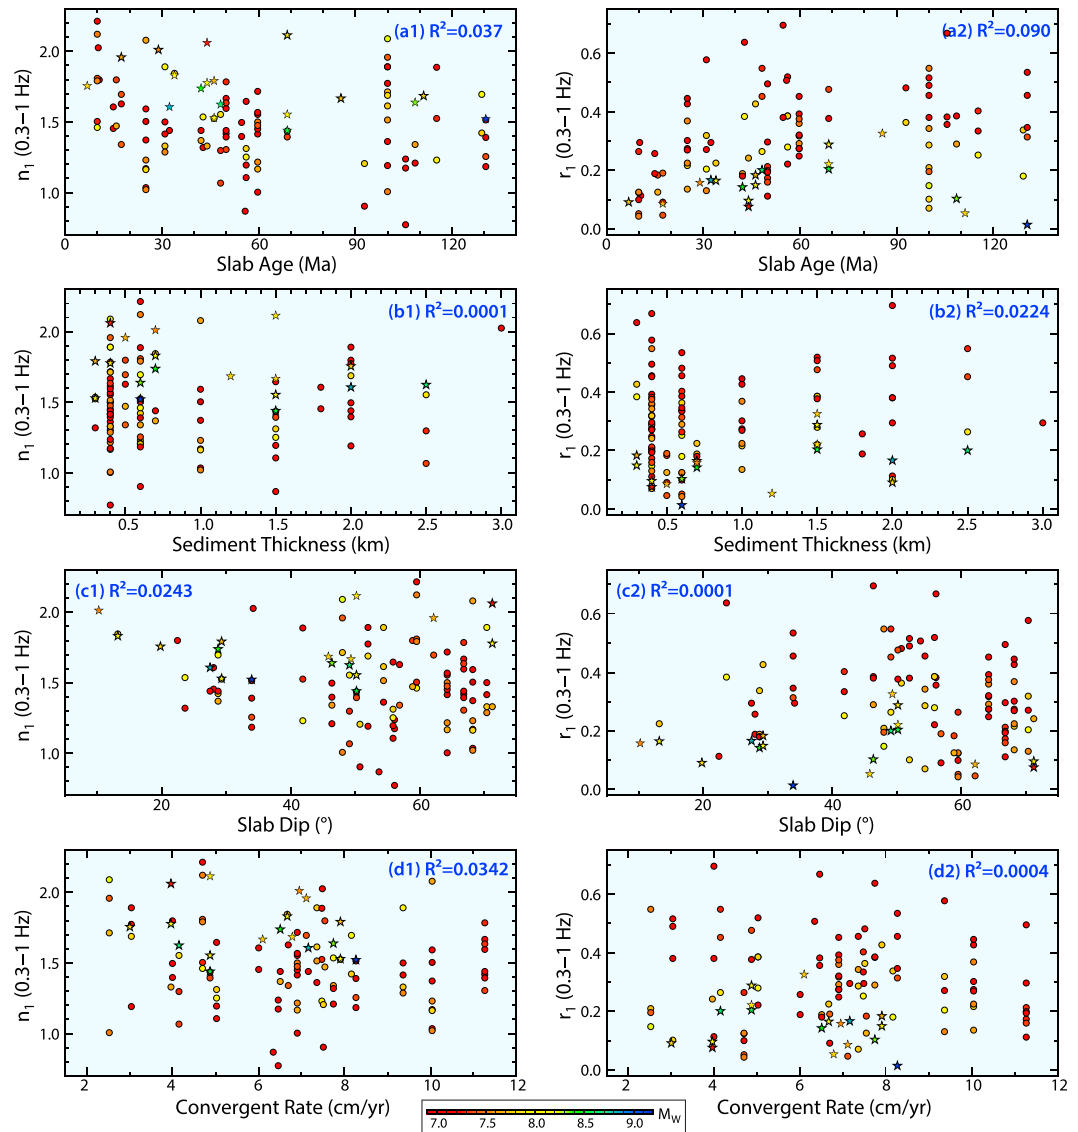 (a1) R²=0.037
n₁ (0.3–1 Hz)
2.0
1.5
1.0
0 30 60 90 120
Slab Age (Ma)
(a2) R²=0.090
r₁ (0.3–1 Hz)
0.6
0.4
0.2
0.0
0 30 60 90 120
Slab Age (Ma)
(b1) R²=0.0001
n₁ (0.3–1 Hz)
2.0
1.5
1.0
0.5 1.0 1.5 2.0 2.5 3.0
Sediment Thickness (km)
(b2) R²=0.0224
r₁ (0.3–1 Hz)
0.6
0.4
0.2
0.0
0.5 1.0 1.5 2.0 2.5 3.0
Sediment Thickness (km)
(c1) R²=0.0243
n₁ (0.3–1 Hz)
2.0
1.5
1.0
20 40 60
Slab Dip (°)
(c2) R²=0.0001
r₁ (0.3–1 Hz)
0.6
0.4
0.2
0.0
20 40 60
Slab Dip (°)
(d1) R²=0.0342
n₁ (0.3–1 Hz)
2.0
1.5
1.0
2 4 6 8 10 12
Convergent Rate (cm/yr)
(d2) R²=0.0004
r₁ (0.3–1 Hz)
0.6
0.4
0.2
0.0
2 4 6 8 10 12
Convergent Rate (cm/yr)
7.0 7.5 8.0 8.5 9.0 M_W